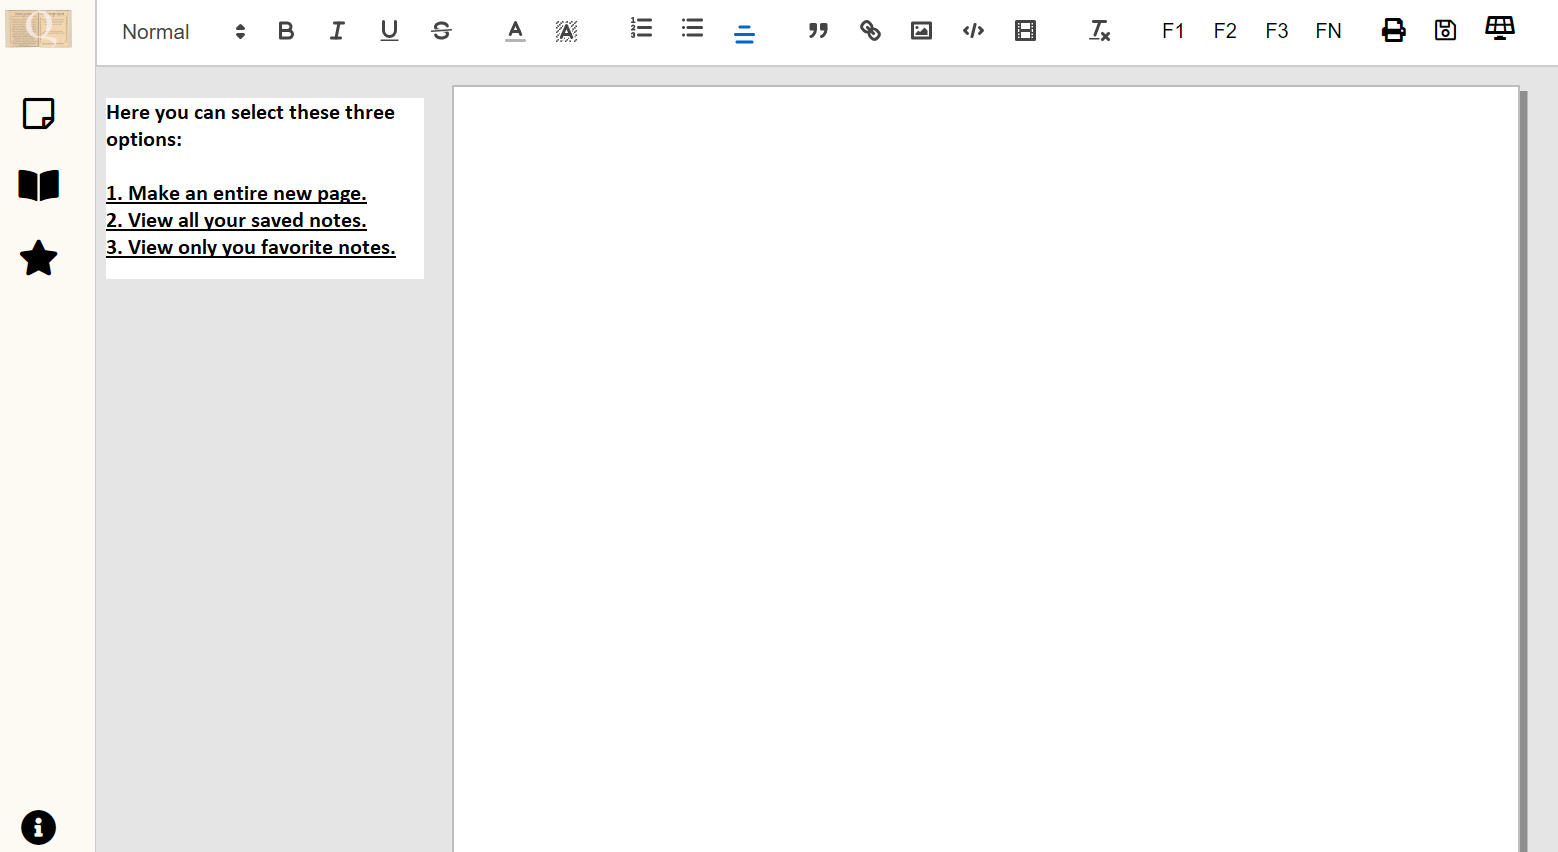 Normal
F1 F2 F3 FN
Here you can select these three
options:
1. Make an entire new page.
2. View all your saved notes.
3. View only you favorite notes.